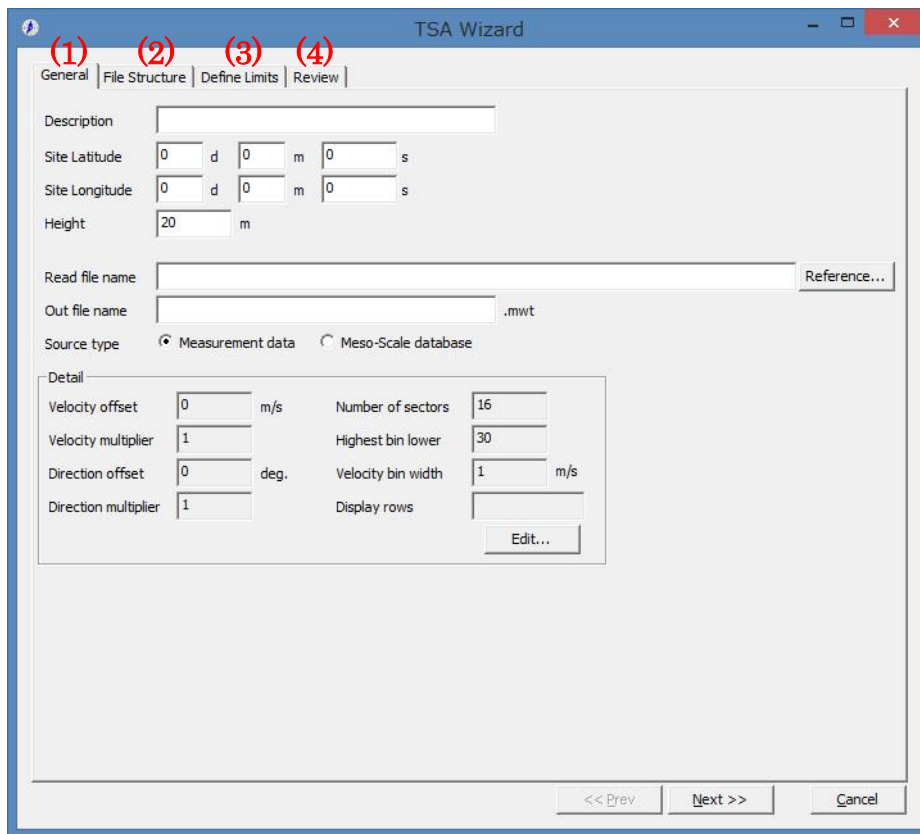 TSA Wizard
(1) (2) (3) (4)
General File Structure Define Limits Review
Description
Site Latitude 0 d 0 m 0 s
Site Longitude 0 d 0 m 0 s
Height 20 m
Read file name Reference...
Out file name .mwt
Source type Measurement data Meso-Scale database
Detail
Velocity offset 0 m/s Number of sectors 16
Velocity multiplier 1 Highest bin lower 30
Direction offset 0 deg. Velocity bin width 1 m/s
Direction multiplier 1 Display rows
Edit...
<< Prev Next >> Cancel